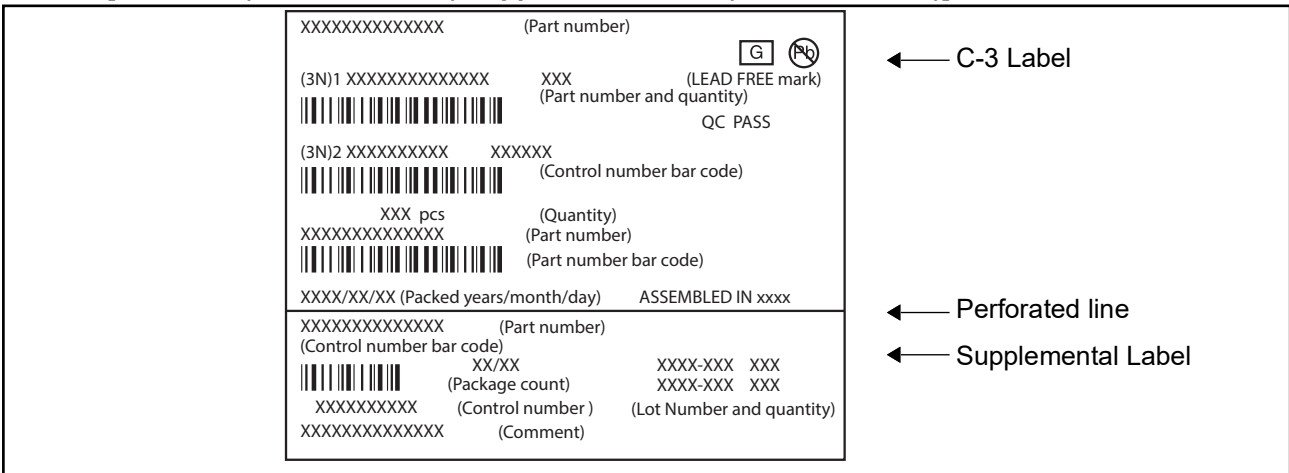 XXXXXXXXXXXXXX (Part number)
G Pb
C-3 Label
(3N)1 XXXXXXXXXXXXXX XXX (LEAD FREE mark)
(Part number and quantity)
QC PASS
(3N)2 XXXXXXXXXX XXXXXX
(Control number bar code)
XXX pcs (Quantity)
XXXXXXXXXXXXXX (Part number)
(Part number bar code)
XXXX/XX/XX (Packed years/month/day) ASSEMBLED IN xxxx
Perforated line
XXXXXXXXXXXXXX (Part number)
(Control number bar code)
Supplemental Label
XX/XX XXXX-XXX XXX
(Package count) XXXX-XXX XXX
XXXXXXXXXX (Control number ) (Lot Number and quantity)
XXXXXXXXXXXXXX (Comment)